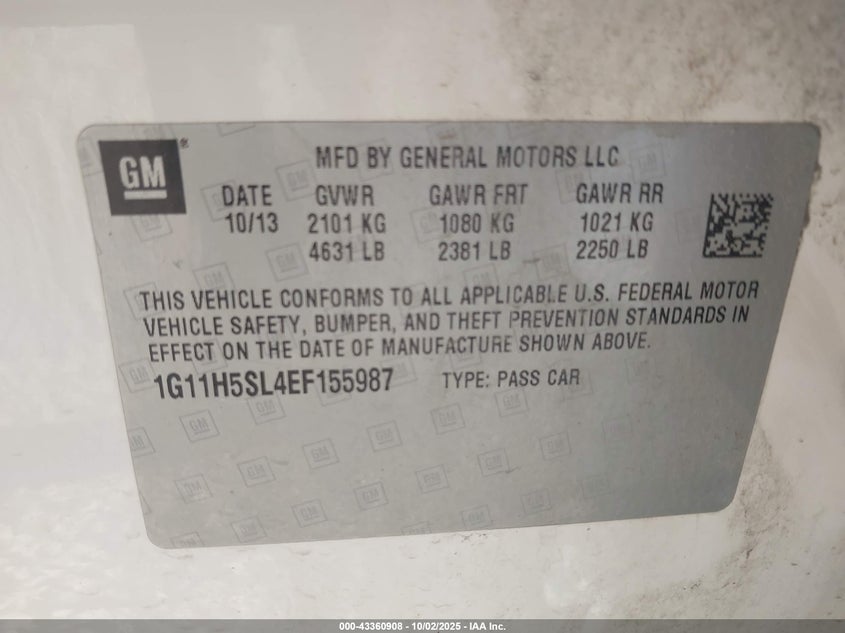 GM®
MFD BY GENERAL MOTORS LLC
DATE GVWR GAWR FRT GAWR RR
10/13 2101 KG 1080 KG 1021 KG
4631 LB 2381 LB 2250 LB
THIS VEHICLE CONFORMS TO ALL APPLICABLE U.S. FEDERAL MOTOR
VEHICLE SAFETY, BUMPER, AND THEFT PREVENTION STANDARDS IN
EFFECT ON THE DATE OF MANUFACTURE SHOWN ABOVE.
1G11H5SL4EF155987 TYPE: PASS CAR
000-43360908 - 10/02/2025 - IAA Inc.